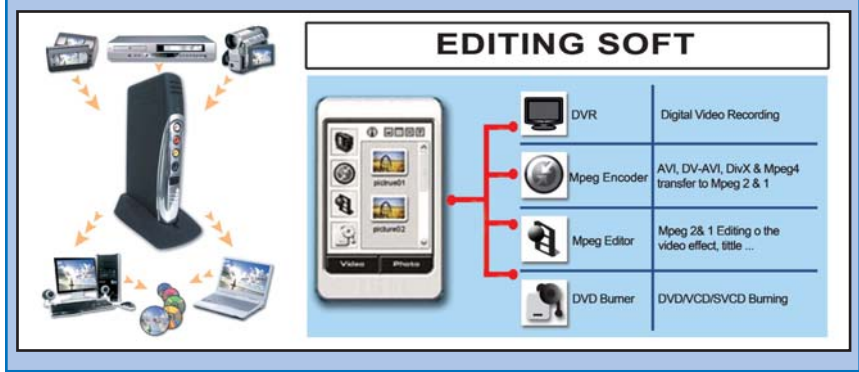 EDITING SOFT
DVR
Digital Video Recording
Mpeg Encoder
AVI, DV-AVI, DivX & Mpeg4
transfer to Mpeg 2 & 1
Mpeg Editor
Mpeg 2& 1 Editing o the
video effect, tittle ...
DVD Burner
DVD/VCD/SVCD Burning
pictrue01
picture02
Video
Photo